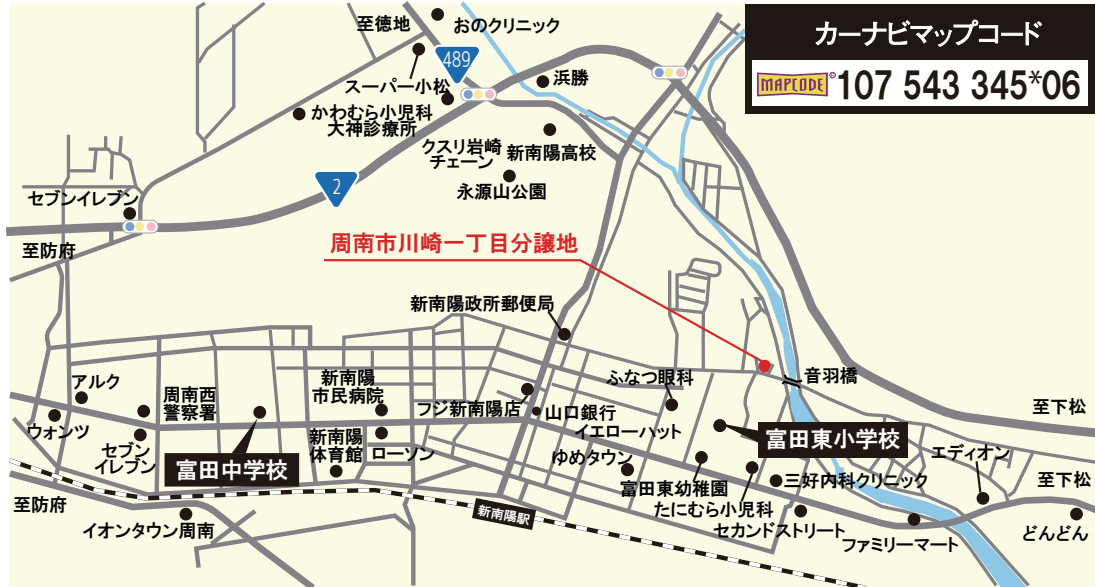 カーナビマップコード
MAPCODE® 107 543 345*06
至徳地
おのクリニック
489
スーパー小松
浜勝
かわむら小児科
大神診療所
クスリ岩崎
チェーン
新南陽高校
2
永源山公園
セブンイレブン
至防府
周南市川崎一丁目分譲地
新南陽政所郵便局
アルク
周南西
警察署
新南陽
市民病院
ふなつ眼科
音羽橋
フジ新南陽店
山口銀行
至下松
ウォンツ
セブン
イレブン
新南陽
体育館
ローソン
イエローハット
富田東小学校
富田中学校
ゆめタウン
エディオン
富田東幼稚園
三好内科クリニック
至下松
至防府
たにむら小児科
イオンタウン周南
新南陽駅
セカンドストリート
ファミリーマート
どんどん